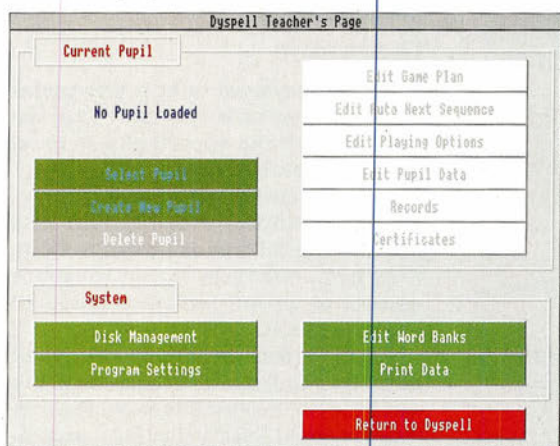 Dyspell Teacher's Page
Current Pupil
No Pupil Loaded
Select Pupil
Create New Pupil
Delete Pupil
Edit Game Plan
Edit Auto Next Sequence
Edit Playing Options
Edit Pupil Data
Records
Certificates
System
Disk Management
Program Settings
Edit Word Banks
Print Data
Return to Dyspell